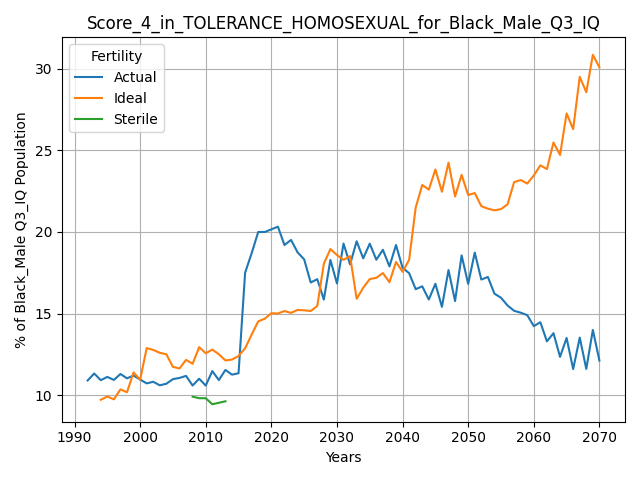 Score_4_in_TOLERANCE_HOMOSEXUAL_for_Black_Male_Q3_IQ
Fertility
Actual
Ideal
Sterile
% of Black_Male Q3_IQ Population
30
25
20
15
10
1990 2000 2010 2020 2030 2040 2050 2060 2070
Years